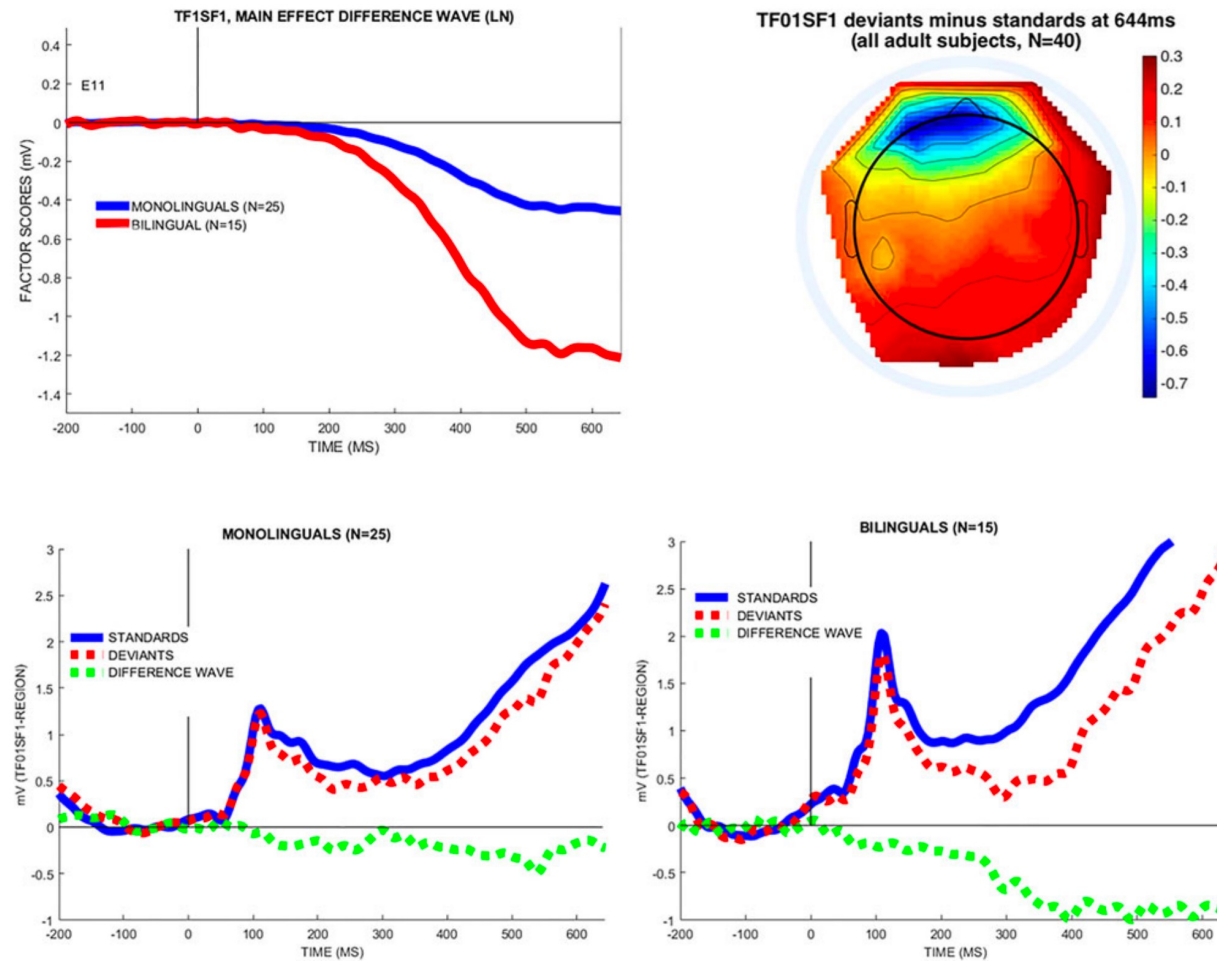 TF1SF1, MAIN EFFECT DIFFERENCE WAVE (LN)
0.4
0.2
0
-0.2
-0.4
-0.6
-0.8
-1
-1.2
-1.4
FACTOR SCORES (mV)
E11
MONOLINGUALS (N=25)
BILINGUAL (N=15)
-200 -100 0 100 200 300 400 500 600
TIME (MS)
TF01SF1 deviants minus standards at 644ms
(all adult subjects, N=40)
0.3
0.2
0.1
0
-0.1
-0.2
-0.3
-0.4
-0.5
-0.6
-0.7
MONOLINGUALS (N=25)
3
2.5
2
1.5
1
0.5
0
-0.5
-1
mV (TF01SF1-REGION)
STANDARDS
DEVIANTS
DIFFERENCE WAVE
-200 -100 0 100 200 300 400 500 600
TIME (MS)
BILINGUALS (N=15)
3
2.5
2
1.5
1
0.5
0
-0.5
-1
mV (TF01SF1-REGION)
STANDARDS
DEVIANTS
DIFFERENCE WAVE
-200 -100 0 100 200 300 400 500 600
TIME (MS)